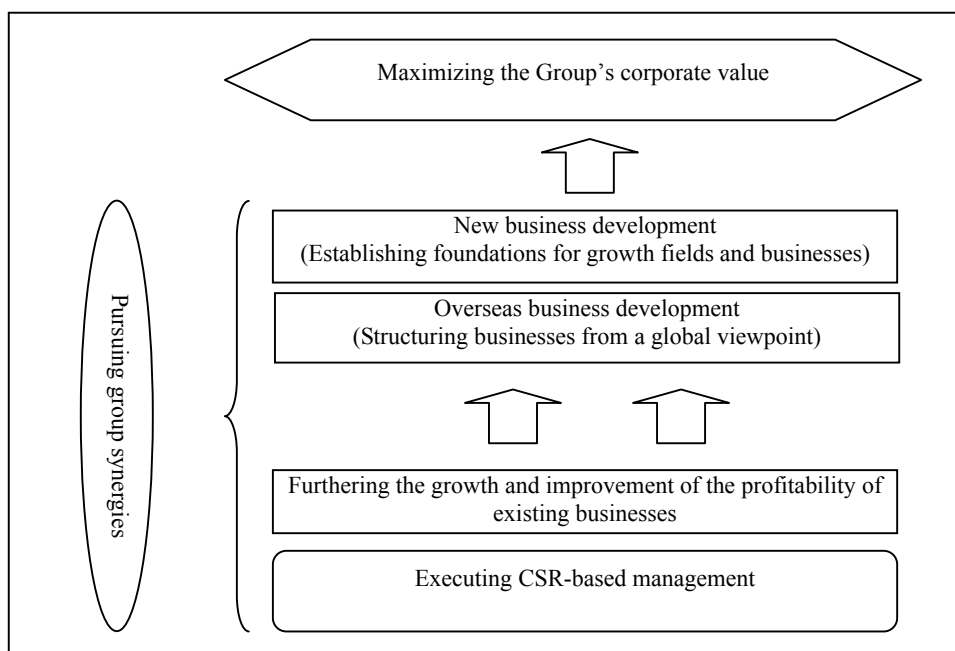 Maximizing the Group’s corporate value
New business development
(Establishing foundations for growth fields and businesses)
Overseas business development
(Structuring businesses from a global viewpoint)
Pursuing group synergies
Furthering the growth and improvement of the profitability of
existing businesses
Executing CSR-based management